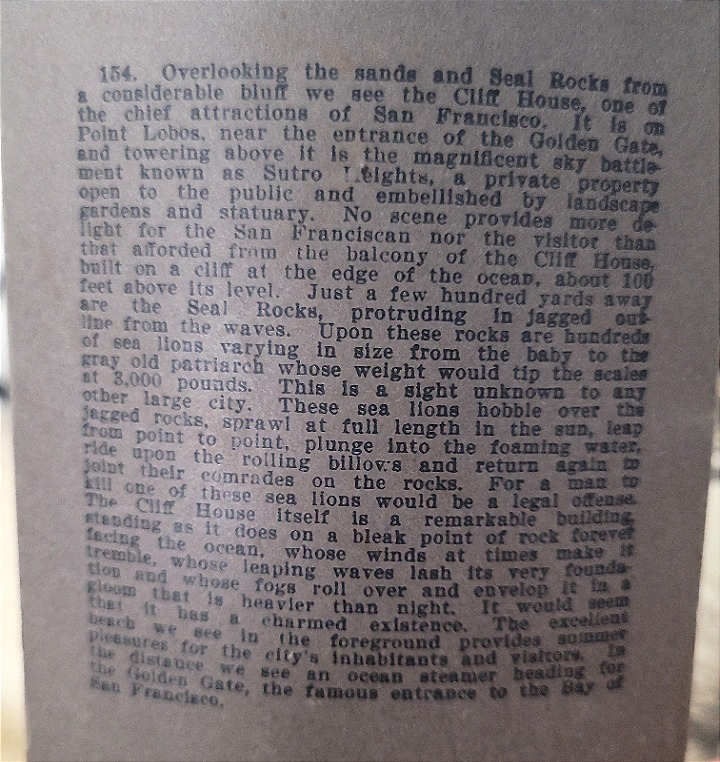 154. Overlooking the sands and Seal Rocks from
a considerable bluff we see the Cliff House, one of
the chief attractions of San Francisco. It is on
Point Lobos, near the entrance of the Golden Gate,
and towering above it is the magnificent sky battle-
ment known as Sutro Heights, a private property
open to the public and embellished by landscape
gardens and statuary. No scene provides more de-
light for the San Franciscan nor the visitor than
that afforded from the balcony of the Cliff House,
built on a cliff at the edge of the ocean, about 100
feet above its level. Just a few hundred yards away
are the Seal Rocks, protruding in jagged out-
line from the waves. Upon these rocks are hundreds
of sea lions varying in size from the baby to the
gray old patriarch whose weight would tip the scales
at 3,000 pounds. This is a sight unknown to any
other large city. These sea lions hobble over the
jagged rocks, sprawl at full length in the sun, leap
from point to point, plunge into the foaming water,
ride upon the rolling billows and return again to
joint their comrades on the rocks. For a man to
kill one of these sea lions would be a legal offense.
The Cliff House itself is a remarkable building,
standing as it does on a bleak point of rock forever
facing the ocean, whose winds at times make it
tremble, whose leaping waves lash its very founda-
tion and whose fogs roll over and envelop it in a
gloom that is heavier than night. It would seem
that it has a charmed existence. The excellent
beach we see in the foreground provides summer
pleasures for the city's inhabitants and visitors. In
the distance we see an ocean steamer heading for
the Golden Gate, the famous entrance to the Bay of
San Francisco.